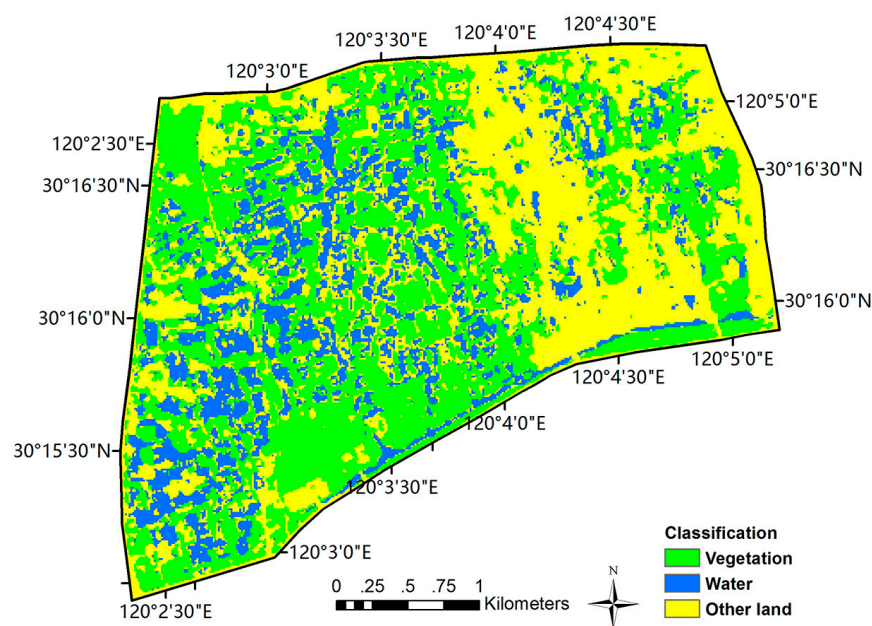 120°4'30"E
120°4'0"E
120°3'30"E
120°3'0"E
120°5'0"E
120°2'30"E
30°16'30"N
30°16'30"N
30°16'0"N
30°16'0"N
120°5'0"E
120°4'30"E
120°4'0"E
30°15'30"N
120°3'30"E
120°3'0"E
120°2'30"E
Classification
Vegetation
Water
Other land
N
0 .25 .5 .75 1
Kilometers